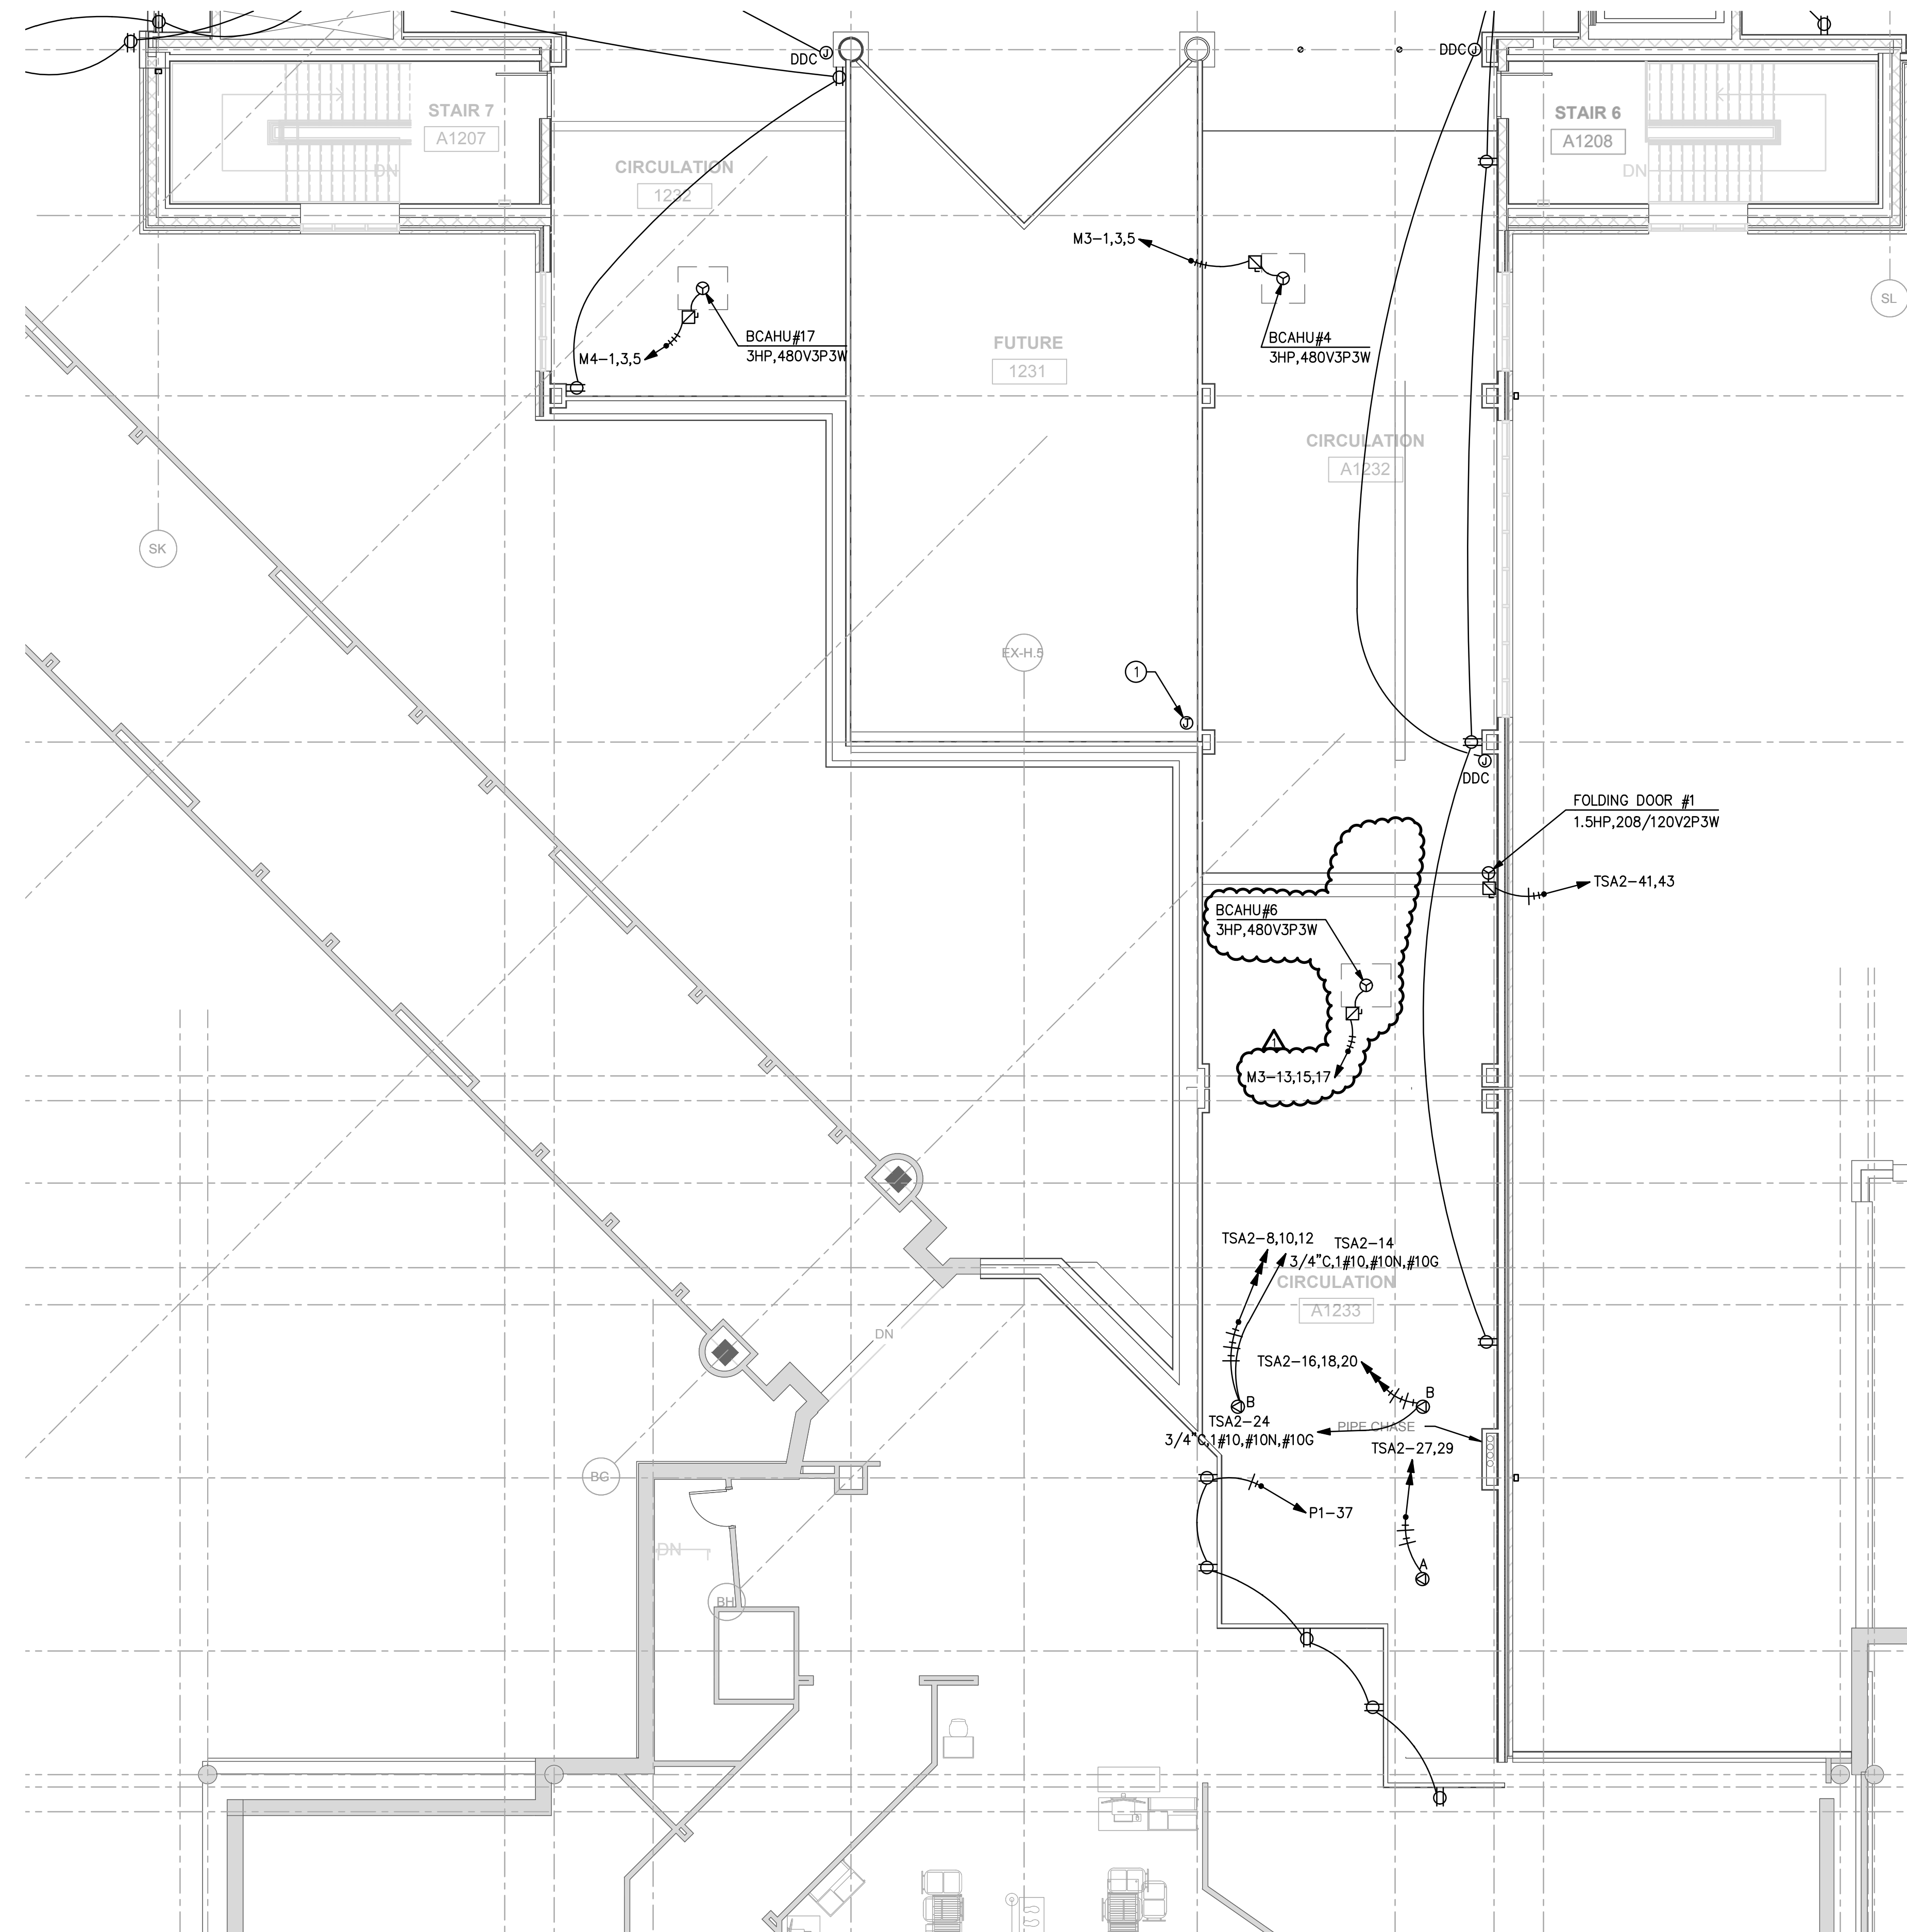 DDC
DDC
STAIR 7
A1207
DN
CIRCULATION
1232
STAIR 6
A1208
DN
M3-1,3,5
SL
BCAHU#17
3HP,480V3P3W
M4-1,3,5
FUTURE
1231
BCAHU#4
3HP,480V3P3W
CIRCULATION
A1232
SK
EX-H.5
1
J
DDC
FOLDING DOOR #1
1.5HP,208/120V2P3W
TSA2-41,43
BCAHU#6
3HP,480V3P3W
1
M3-13,15,17
TSA2-8,10,12
TSA2-14
3/4"C,1#10,#10N,#10G
CIRCULATION
A1233
DN
TSA2-16,18,20
B
B
TSA2-24
3/4"C,1#10,#10N,#10G
PIPE CHASE
TSA2-27,29
BG
P1-37
DN
A
BH